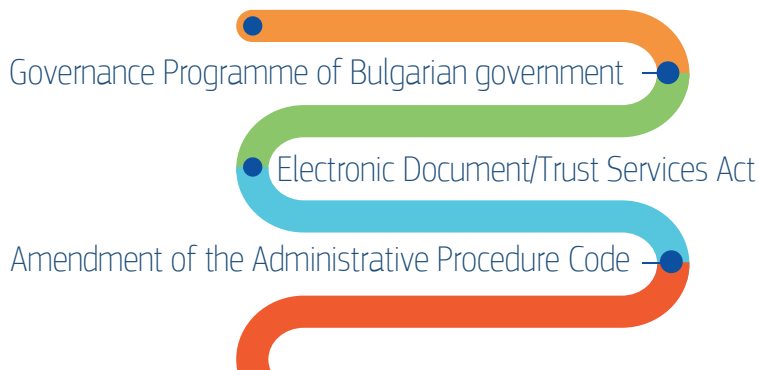 Governance Programme of Bulgarian government
Electronic Document/Trust Services Act
Amendment of the Administrative Procedure Code